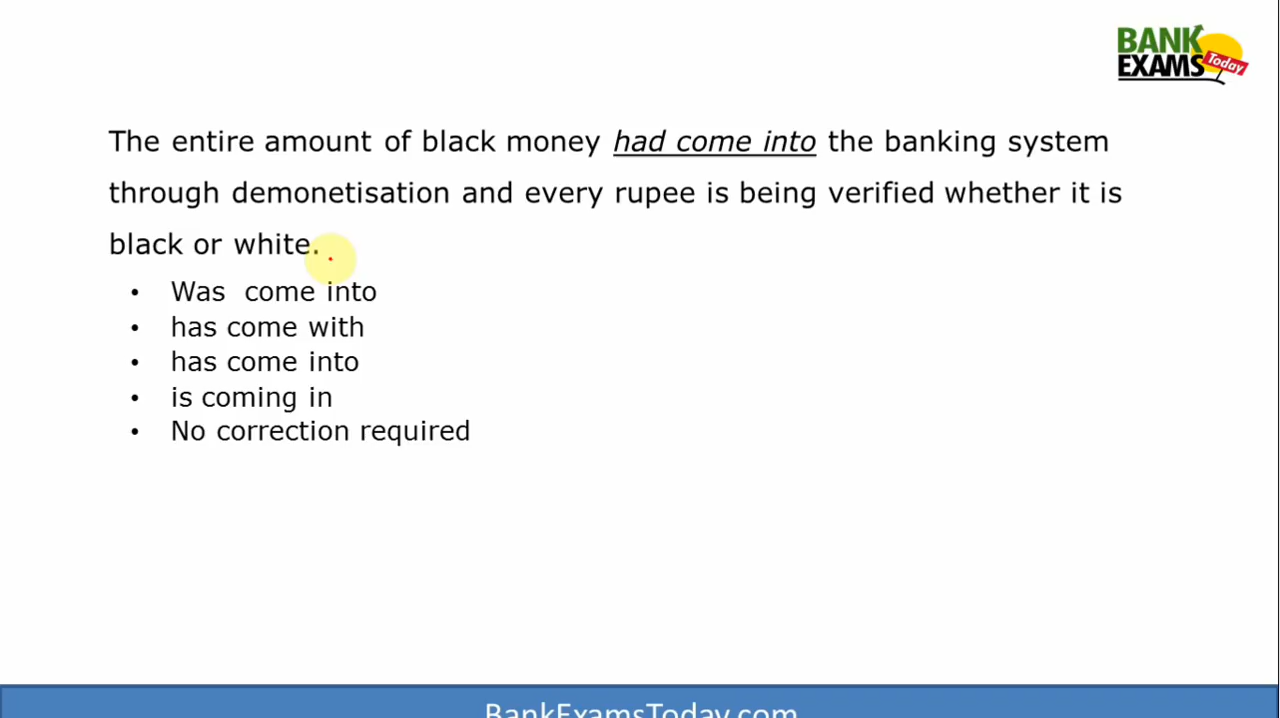 BANK
EXAMS Today
The entire amount of black money had come into the banking system
through demonetisation and every rupee is being verified whether it is
black or white.
• Was come into
• has come with
• has come into
• is coming in
• No correction required
BankExamsToday.com